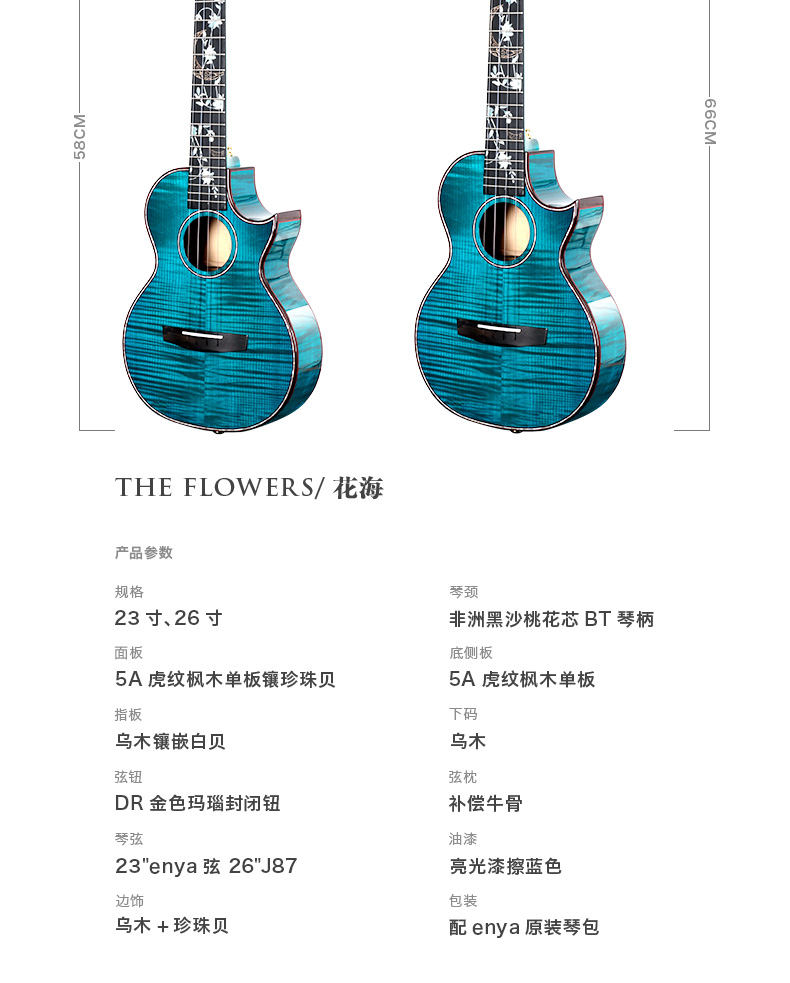 58CM
66CM
THE FLOWERS/ 花海
产品参数
规格
23 寸、26 寸
琴颈
非洲黑沙桃花芯 BT 琴柄
面板
5A 虎纹枫木单板镶珍珠贝
底侧板
5A 虎纹枫木单板
指板
乌木镶嵌白贝
下码
乌木
弦钮
DR 金色玛瑙封闭钮
弦枕
补偿牛骨
琴弦
23"enya 弦 26"J87
油漆
亮光漆擦蓝色
边饰
乌木 + 珍珠贝
包装
配 enya 原装琴包